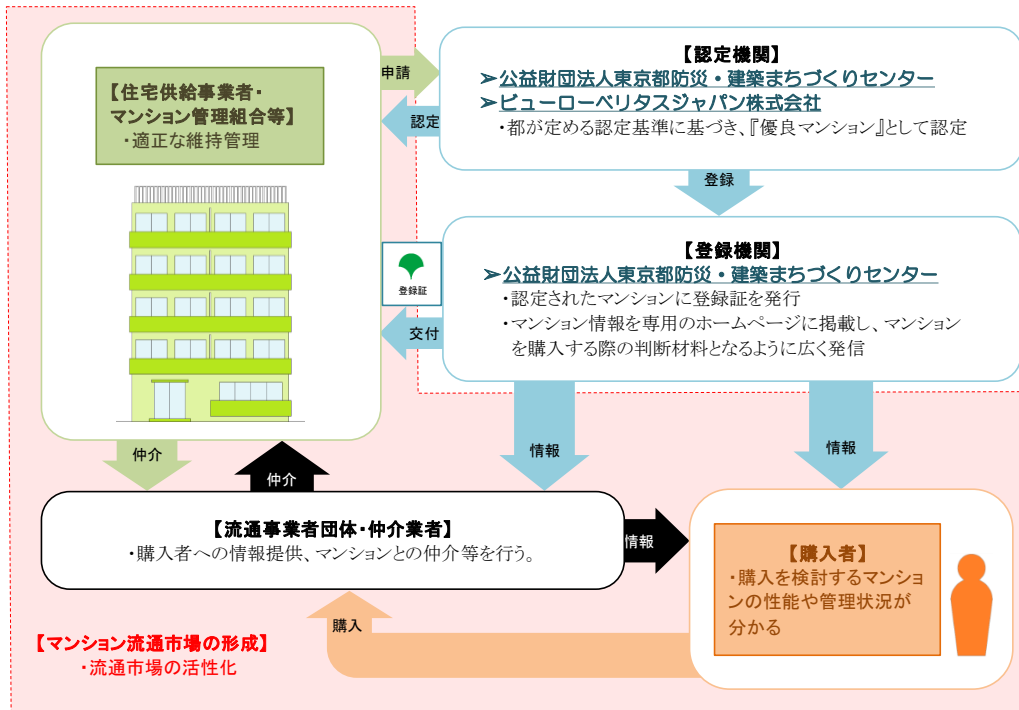 【住宅供給事業者・
マンション管理組合等】
・適正な維持管理
申請
認定
【認定機関】
➢公益財団法人東京都防災・建築まちづくりセンター
➢ビューローベリタスジャパン株式会社
・都が定める認定基準に基づき、『優良マンション』として認定
登録
【登録機関】
➢公益財団法人東京都防災・建築まちづくりセンター
・認定されたマンションに登録証を発行
・マンション情報を専用のホームページに掲載し、マンション
を購入する際の判断材料となるように広く発信
登録証
交付
仲介
仲介
情報
情報
【流通事業者団体・仲介業者】
・購入者への情報提供、マンションとの仲介等を行う。
情報
【購入者】
・購入を検討するマンショ
ンの性能や管理状況が
分かる
購入
【マンション流通市場の形成】
・流通市場の活性化